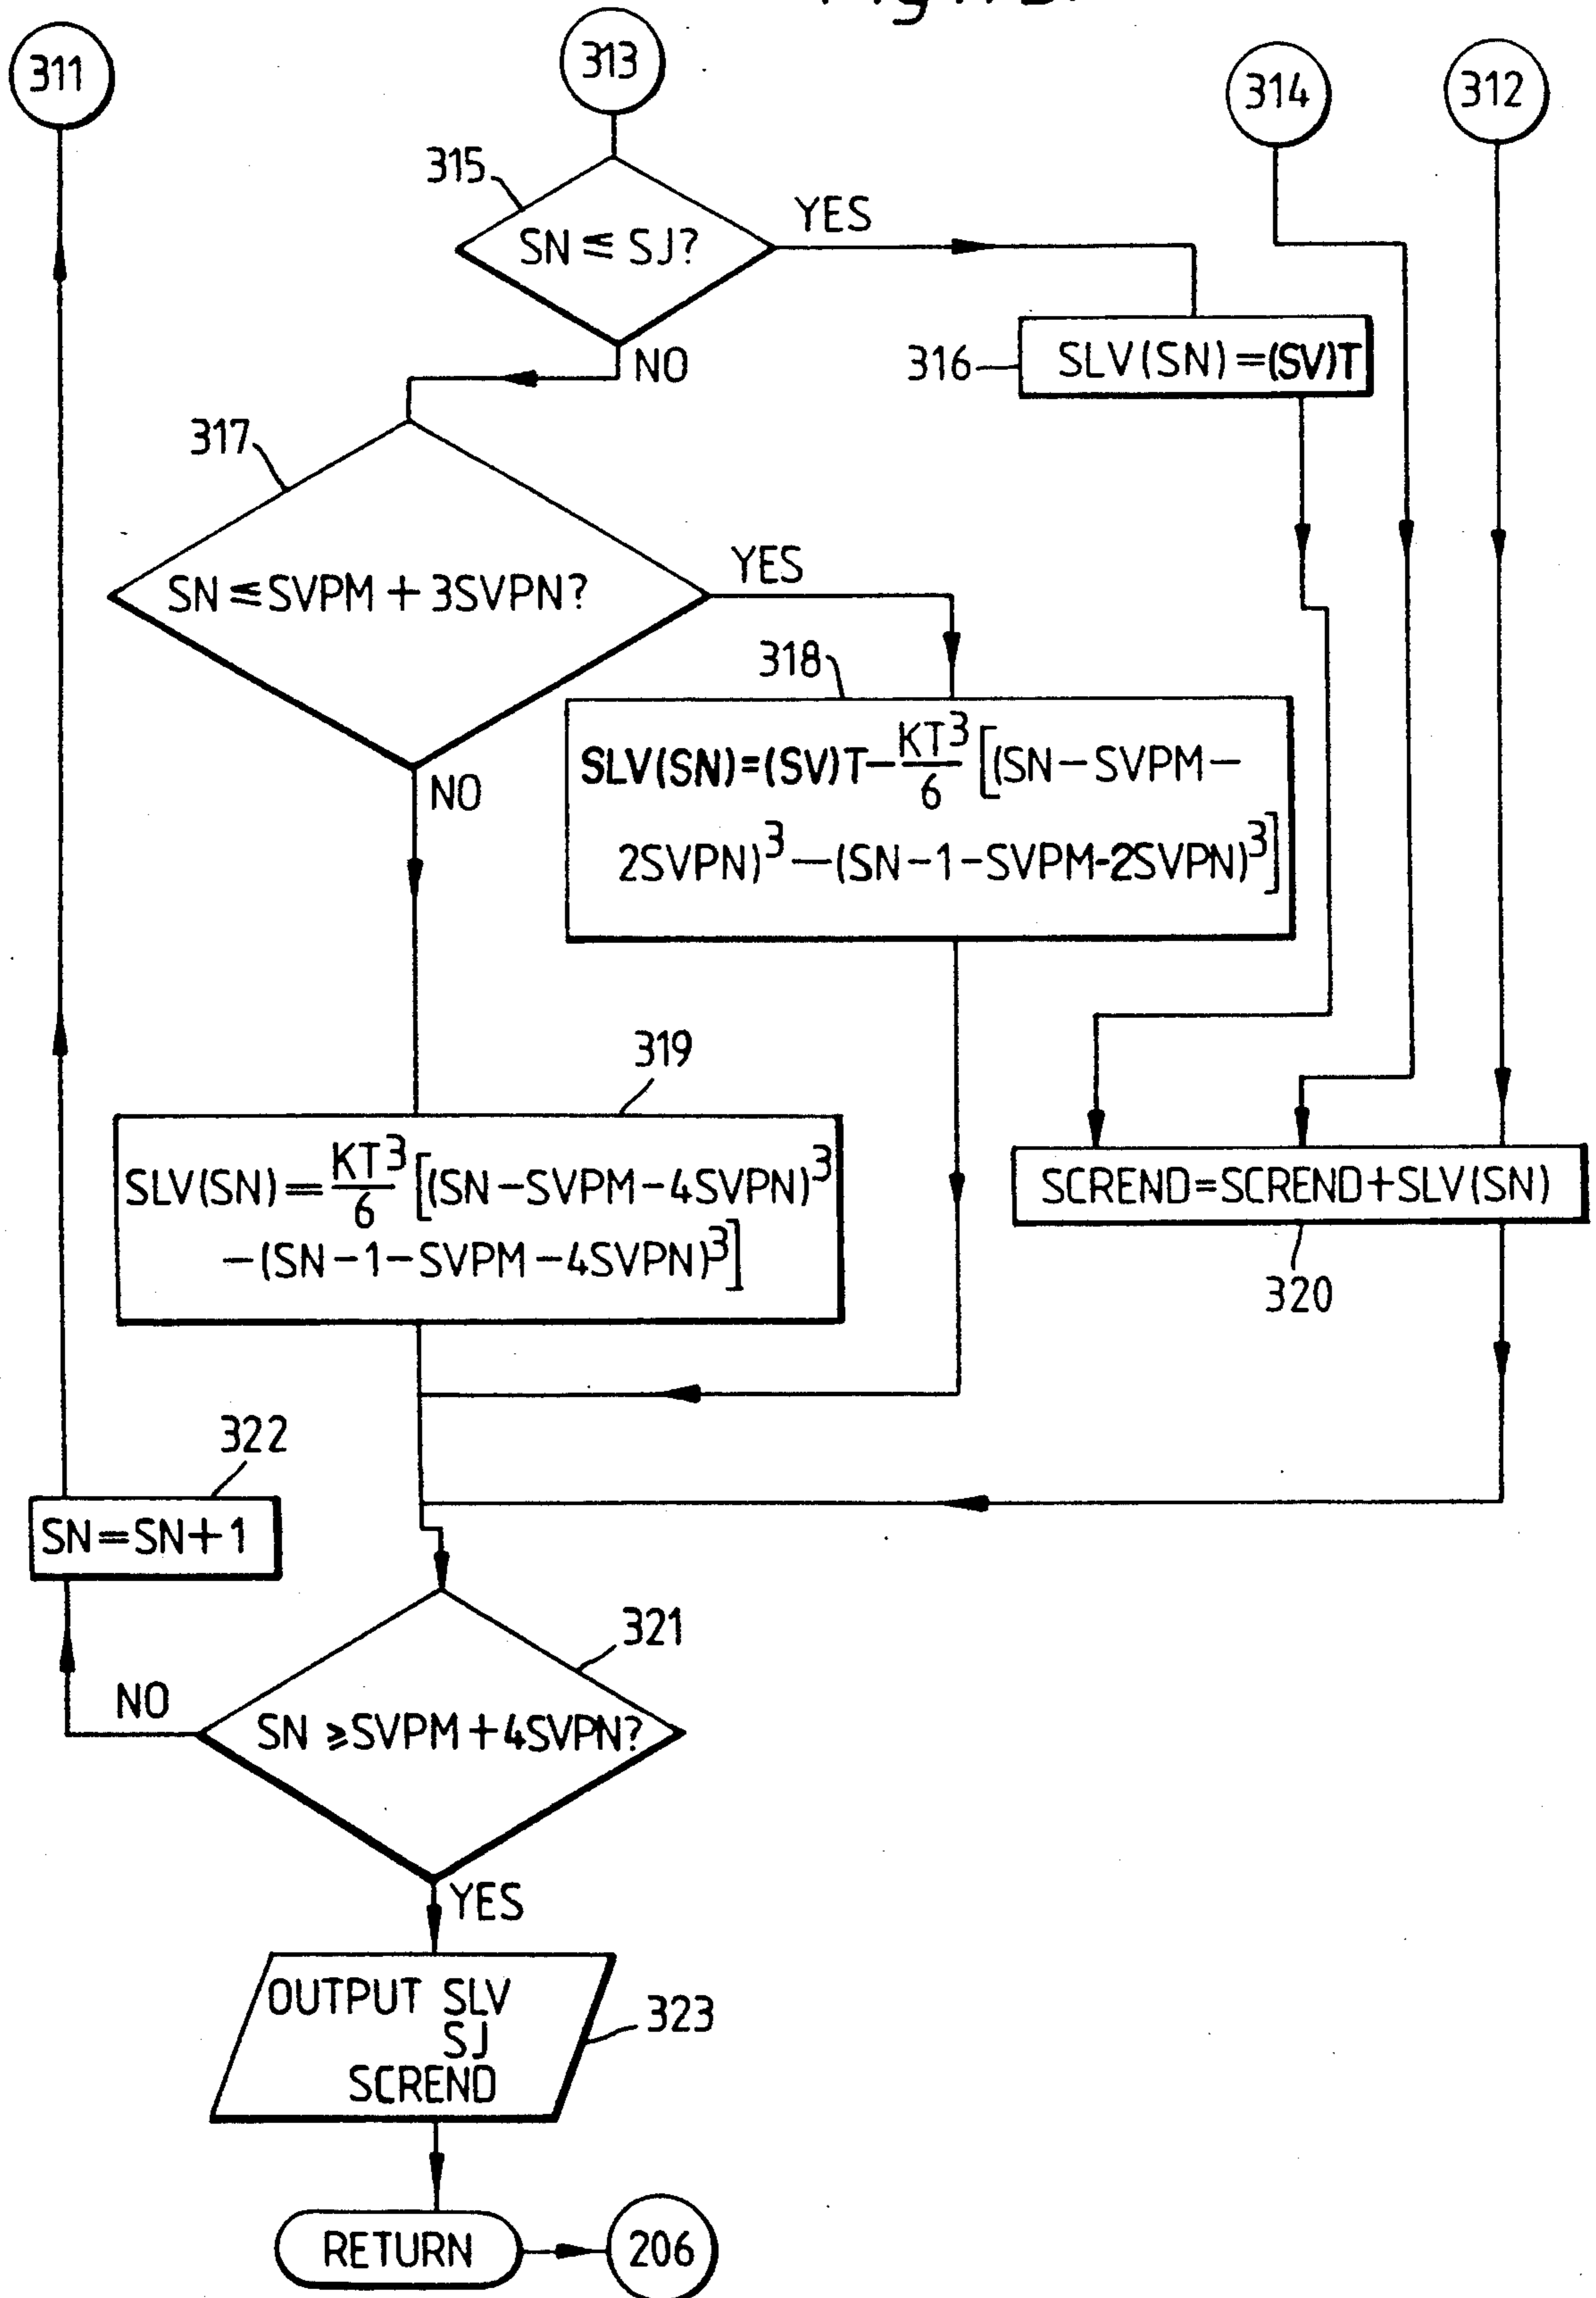 311
313
314
312
315
SN ≤ SJ?
YES
NO
316
SLV(SN)=(SV)T
317
SN ≤ SVPM + 3SVPN?
YES
NO
318
SLV(SN)=(SV)T-KT³/6 [(SN-SVPM-
2SVPN)³-(SN-1-SVPM-2SVPN)³]
319
SLV(SN)=KT³/6 [(SN-SVPM-4SVPN)³
-(SN-1-SVPM-4SVPN)³]
SCREND=SCREND+SLV(SN)
320
322
SN=SN+1
321
NO
SN ≥ SVPM + 4SVPN?
YES
OUTPUT SLV
SJ
SCREND
323
RETURN
206